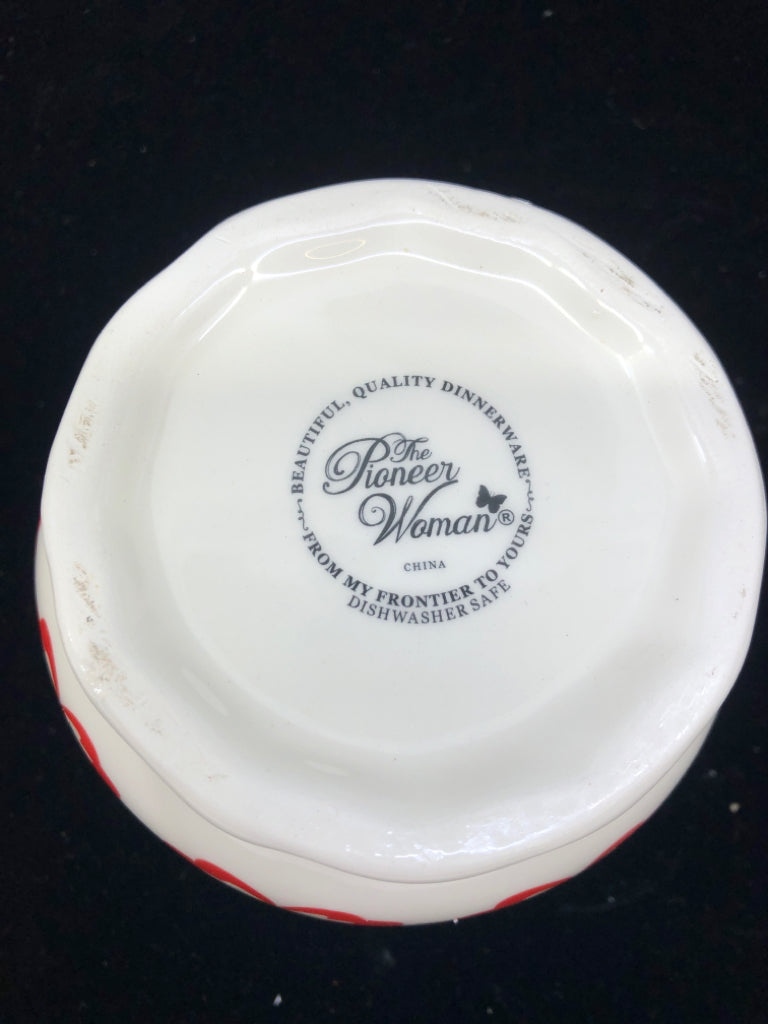 BEAUTIFUL, QUALITY DINNERWARE
The
Pioneer
Woman®
CHINA
FROM MY FRONTIER TO YOURS
DISHWASHER SAFE